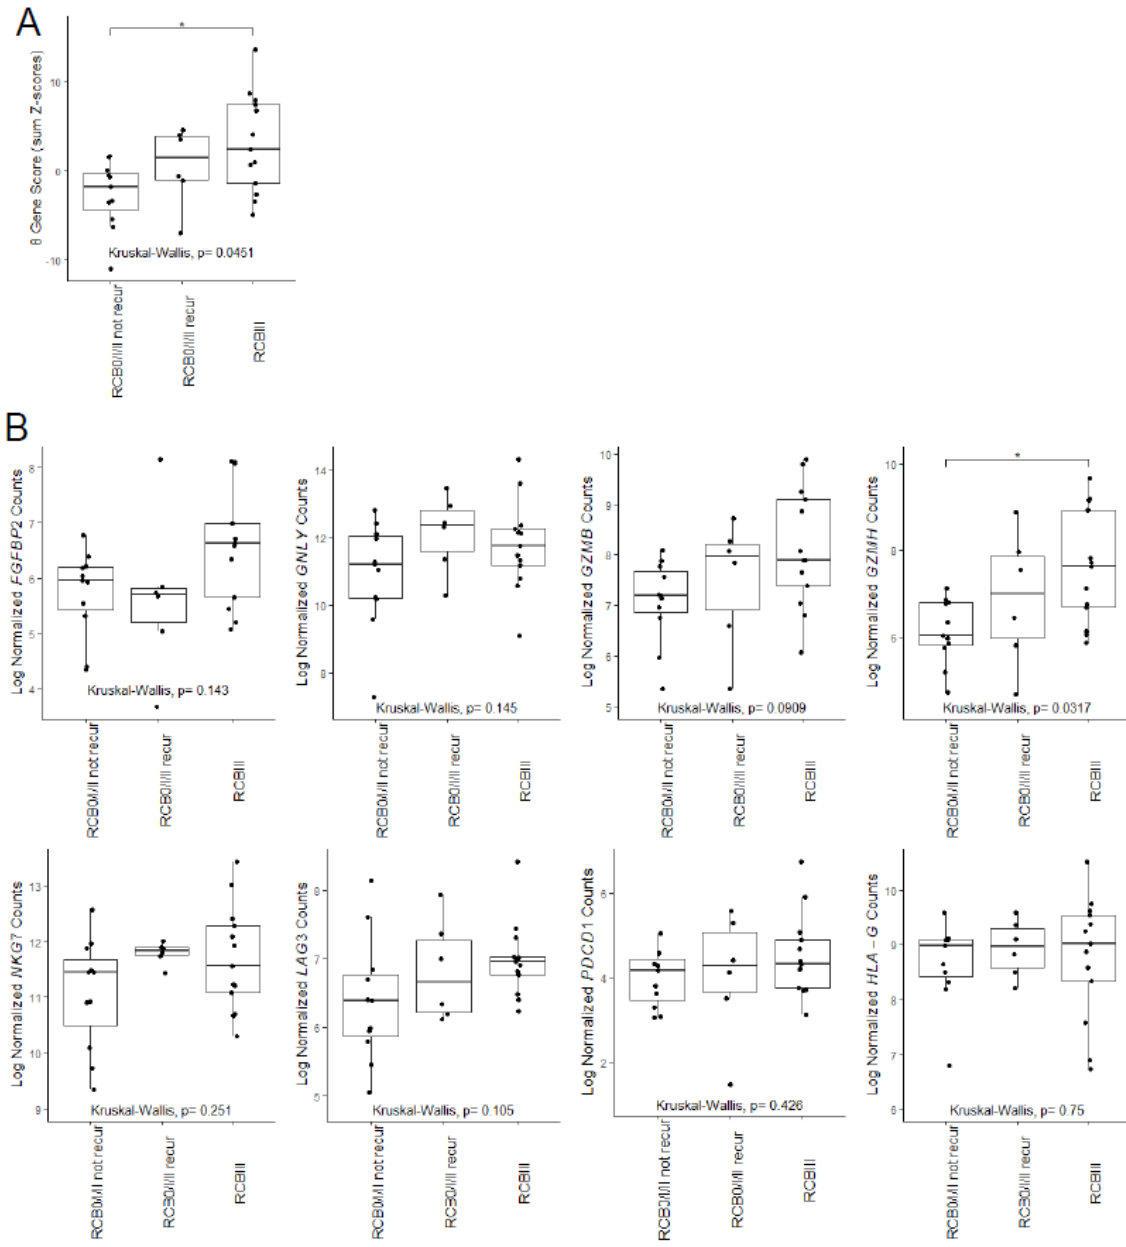 A
*
8 Gene Score (sum Z-scores)
10
0
-10
Kruskal-Wallis, p= 0.0451
RCB0/I/II not recur
RCB0/I/II recur
RCBIII
B
Log Normalized FGFBP2 Counts
8
7
6
5
4
Kruskal-Wallis, p= 0.143
RCB0/I/II not recur
RCB0/I/II recur
RCBIII
Log Normalized GNLY Counts
14
12
10
8
Kruskal-Wallis, p= 0.145
RCB0/I/II not recur
RCB0/I/II recur
RCBIII
Log Normalized GZMB Counts
10
9
8
7
6
5
Kruskal-Wallis, p= 0.0909
RCB0/I/II not recur
RCB0/I/II recur
RCBIII
*
Log Normalized GZMH Counts
10
8
6
Kruskal-Wallis, p= 0.0317
RCB0/I/II not recur
RCB0/I/II recur
RCBIII
Log Normalized NKG7 Counts
13
12
11
10
9
Kruskal-Wallis, p= 0.251
RCB0/I/II not recur
RCB0/I/II recur
RCBIII
Log Normalized LAG3 Counts
8
7
6
5
Kruskal-Wallis, p= 0.105
RCB0/I/II not recur
RCB0/I/II recur
RCBIII
Log Normalized PDCD1 Counts
6
4
2
Kruskal-Wallis, p= 0.426
RCB0/I/II not recur
RCB0/I/II recur
RCBIII
Log Normalized HLA-G Counts
10
9
8
7
6
Kruskal-Wallis, p= 0.75
RCB0/I/II not recur
RCB0/I/II recur
RCBIII